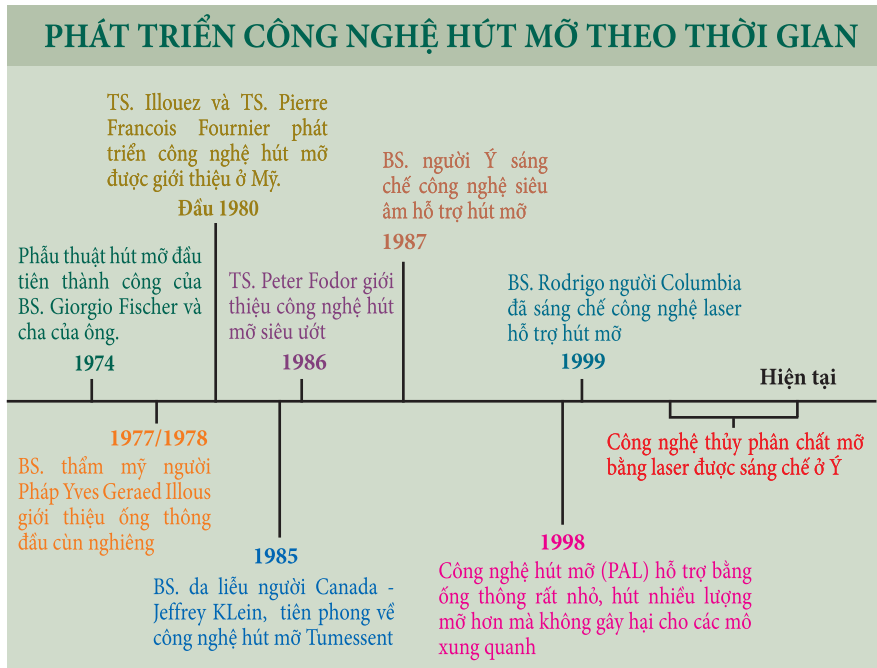 PHÁT TRIỂN CÔNG NGHỆ HÚT MỠ THEO THỜI GIAN
TS. Illouez và TS. Pierre
Francois Fournier phát
triển công nghệ hút mỡ
được giới thiệu ở Mỹ.
Đầu 1980
BS. người Ý sáng
chế công nghệ siêu
âm hỗ trợ hút mỡ
1987
Phẫu thuật hút mỡ đầu
tiên thành công của
BS. Giorgio Fischer và
cha của ông.
1974
TS. Peter Fodor giới
thiệu công nghệ hút
mỡ siêu ướt
1986
BS. Rodrigo người Columbia
đã sáng chế công nghệ laser
hỗ trợ hút mỡ
1999
Hiện tại
1977/1978
BS. thẩm mỹ người
Pháp Yves Geraed Illous
giới thiệu ống thông
đầu cùn nghiêng
1985
BS. da liễu người Canada -
Jeffrey KLein, tiên phong về
công nghệ hút mỡ Tumessent
1998
Công nghệ hút mỡ (PAL) hỗ trợ bằng
ống thông rất nhỏ, hút nhiều lượng
mỡ hơn mà không gây hại cho các mô
xung quanh
Công nghệ thủy phân chất mỡ
bằng laser được sáng chế ở Ý